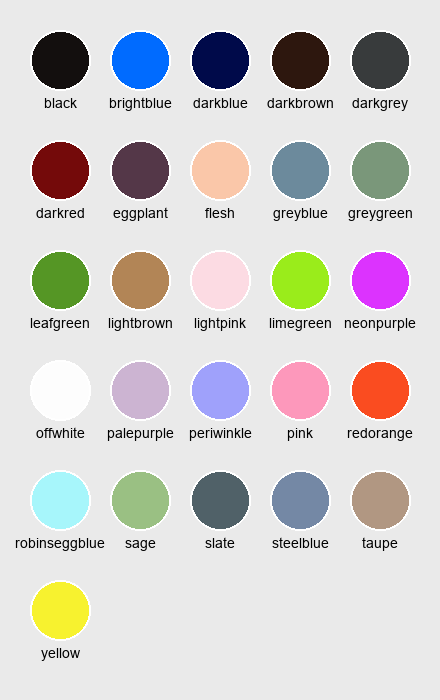 black brightblue darkblue darkbrown darkgrey
darkred eggplant flesh greyblue greygreen
leafgreen lightbrown lightpink limegreen neonpurple
offwhite palepurple periwinkle pink redorange
robinseggblue sage slate steelblue taupe
yellow